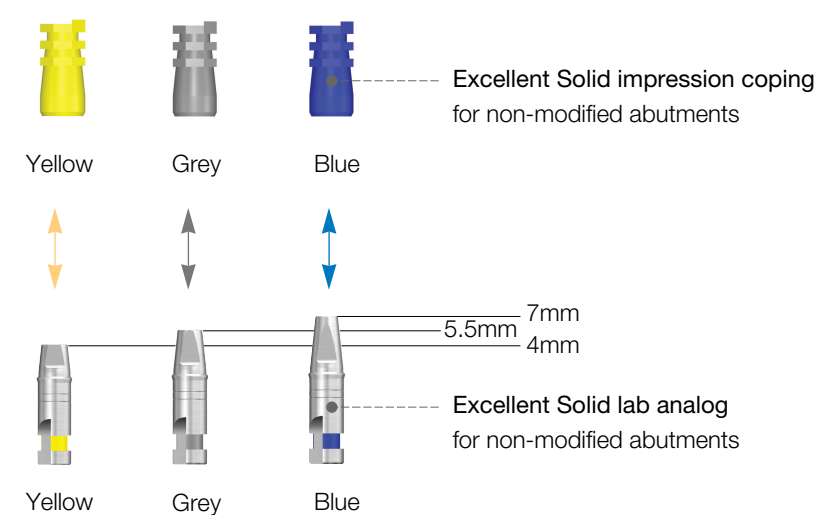 Excellent Solid impression coping
for non-modified abutments
Yellow
Grey
Blue
7mm
5.5mm
4mm
Excellent Solid lab analog
for non-modified abutments
Yellow
Grey
Blue